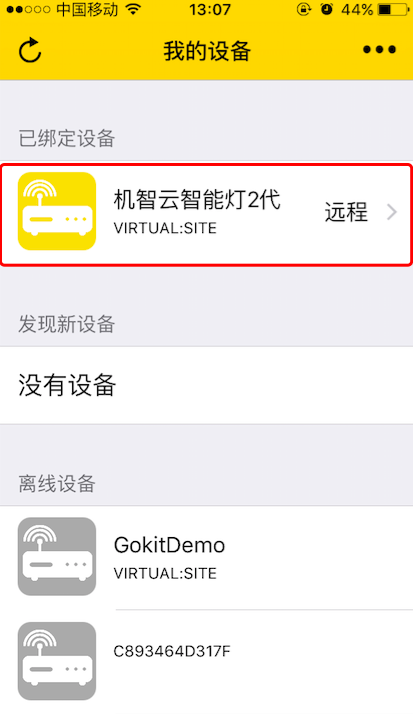 中国移动 13:07 44%
我的设备
已绑定设备
机智云智能灯2代
VIRTUAL:SITE
远程
发现新设备
没有设备
离线设备
GokitDemo
VIRTUAL:SITE
C893464D317F